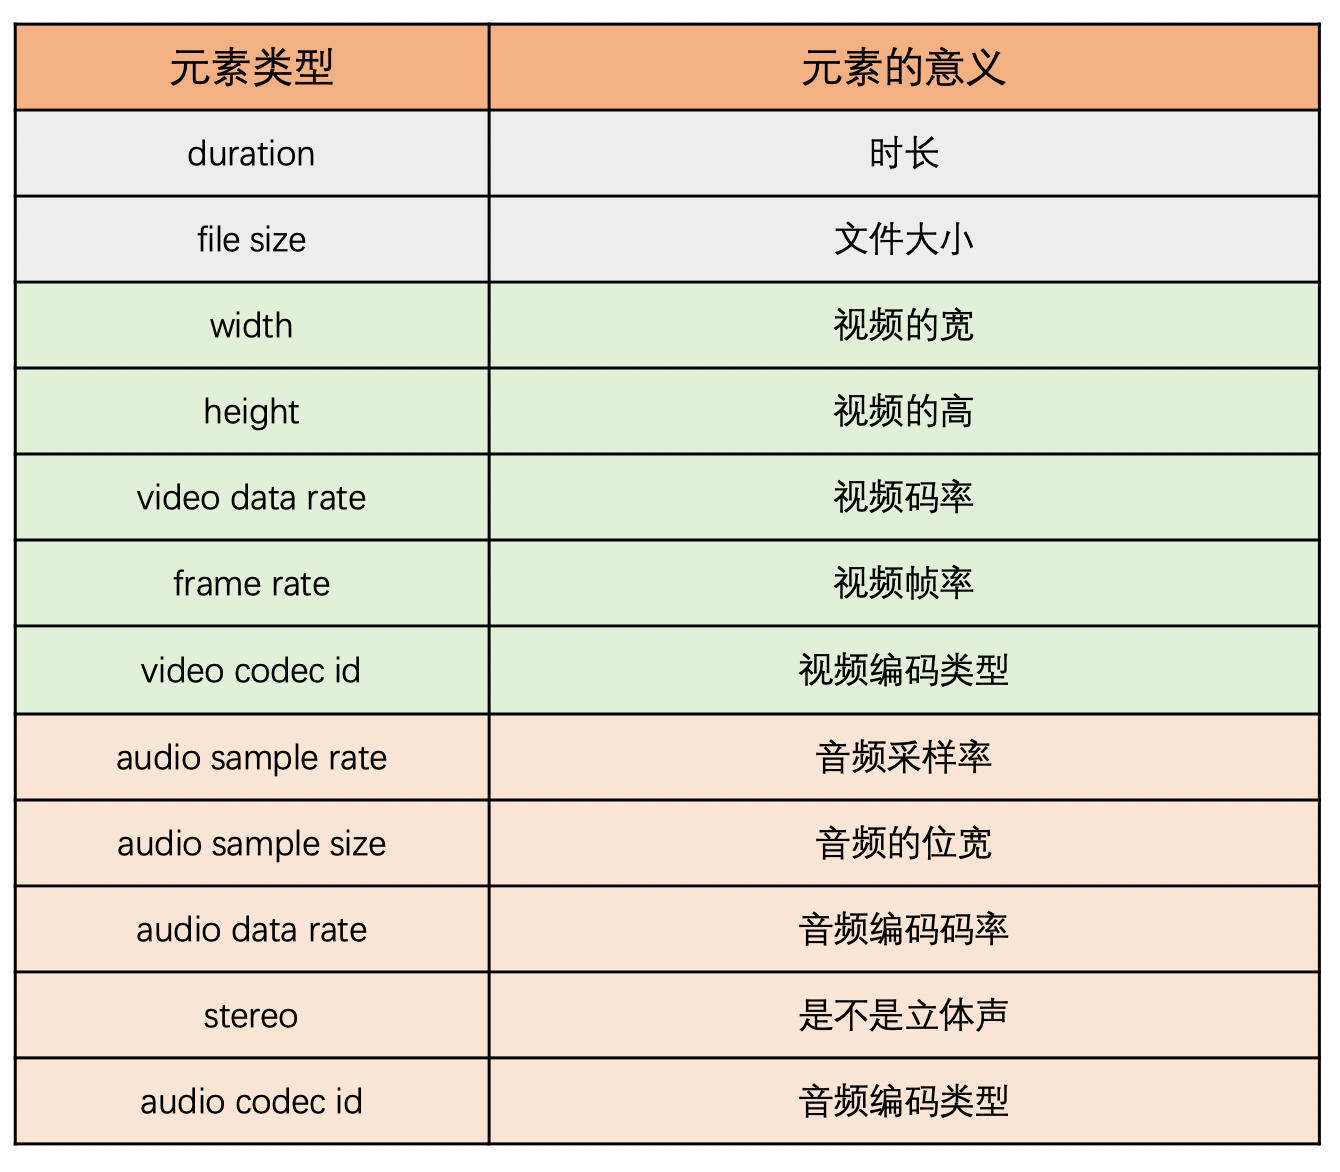 元素类型 元素的意义
duration 时长
file size 文件大小
width 视频的宽
height 视频的高
video data rate 视频码率
frame rate 视频帧率
video codec id 视频编码类型
audio sample rate 音频采样率
audio sample size 音频的位宽
audio data rate 音频编码码率
stereo 是不是立体声
audio codec id 音频编码类型